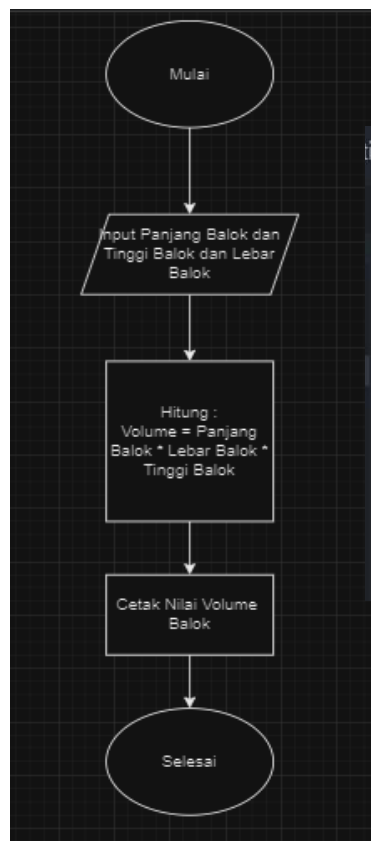 Mulai
Input Panjang Balok dan
Tinggi Balok dan Lebar
Balok
Hitung :
Volume = Panjang
Balok * Lebar Balok *
Tinggi Balok
Cetak Nilai Volume
Balok
Selesai